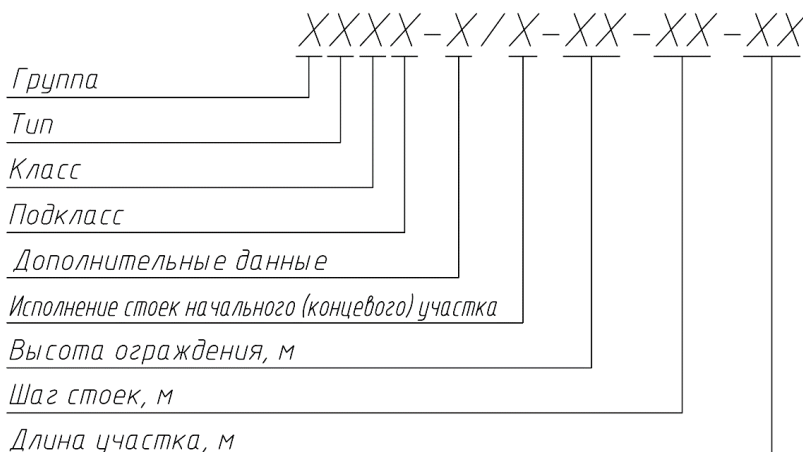 XXXX-X/X-XX-XX-XX
Группа
Тип
Класс
Подкласс
Дополнительные данные
Исполнение стоек начального (концевого) участка
Высота ограждения, м
Шаг стоек, м
Длина участка, м